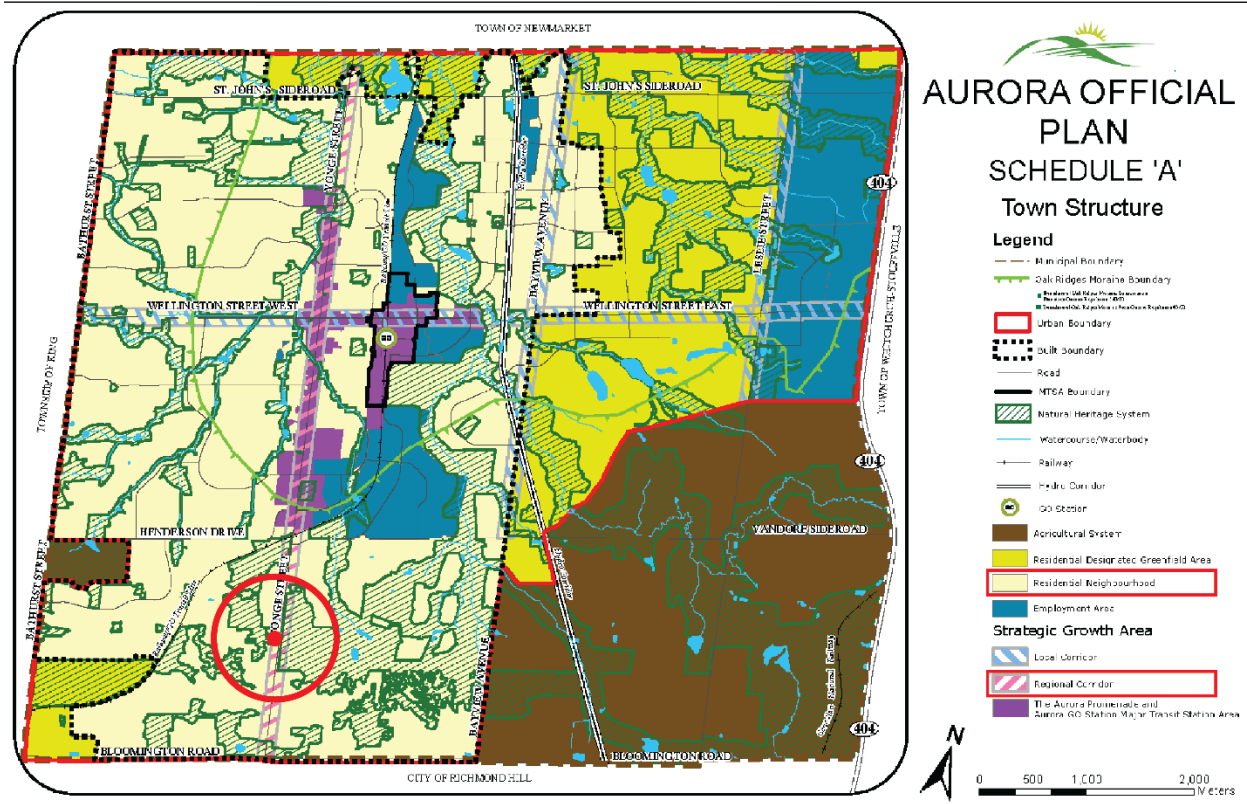 TOWN OF NEWMARKET
ST. JOHN'S SIDEROAD
ST. JOHN'S SIDEROAD
YONGE STREET
BATHURST STREET
BAYVIEW AVENUE
LESLIE STREET
404
WELLINGTON STREET WEST
WELLINGTON STREET EAST
GO
TOWNSHIP OF KING
TOWN OF WHITCHURCH-STOUFFVILLE
404
HENDERSON DRIVE
VANDORF SIDEROAD
BATHURST STREET
YONGE STREET
BAYVIEW AVENUE
404
BLOOMINGTON ROAD
BLOOMINGTON ROAD
CITY OF RICHMOND HILL
AURORA OFFICIAL
PLAN
SCHEDULE 'A'
Town Structure
Legend
Municipal Boundary
Oak Ridges Moraine Boundary
Urban Boundary
Built Boundary
Road
MTSA Boundary
Natural Heritage System
Watercourse/Waterbody
Railway
Hydro Corridor
GO Station
Agricultural System
Residential Designated Greenfield Area
Residential Neighbourhood
Employment Area
Strategic Growth Area
Local Corridor
Regional Corridor
The Aurora Promenade and
Aurora GO Station Major Transit Station Area
N
0 500 1,000 2,000
Meters